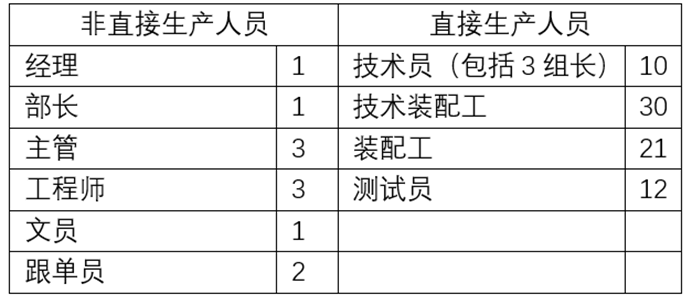 非直接生产人员 直接生产人员
经理 1 技术员（包括3组长） 10
部长 1 技术装配工 30
主管 3 装配工 21
工程师 3 测试员 12
文员 1
跟单员 2